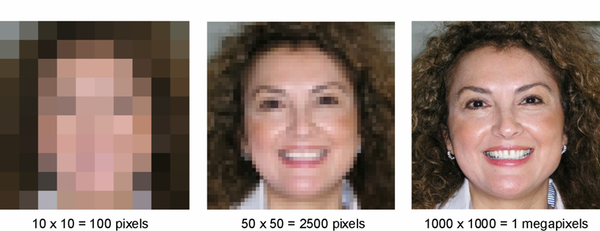 10 x 10 = 100 pixels
50 x 50 = 2500 pixels
1000 x 1000 = 1 megapixels